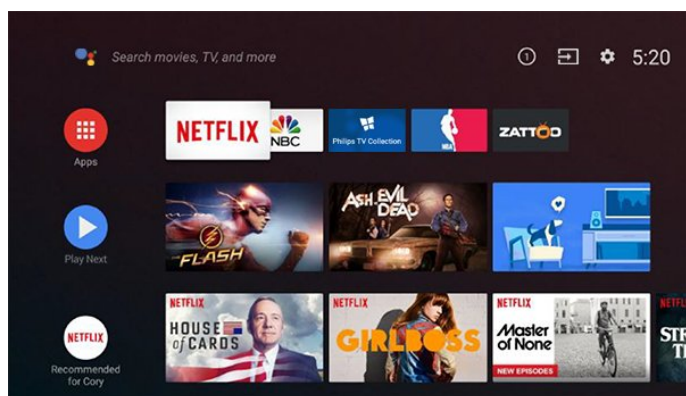 Search movies, TV, and more
1
5:20
Apps
NETFLIX
NBC
Philips TV Collection
NBA
ZATTOO
Play Next
THE
FLASH
ASH VS EVIL
DEAD
NETFLIX
Recommended
for Cory
NETFLIX
HOUSE
of CARDS
NETFLIX
GIRLBOSS
NETFLIX
Master
of None
NEW EPISODES